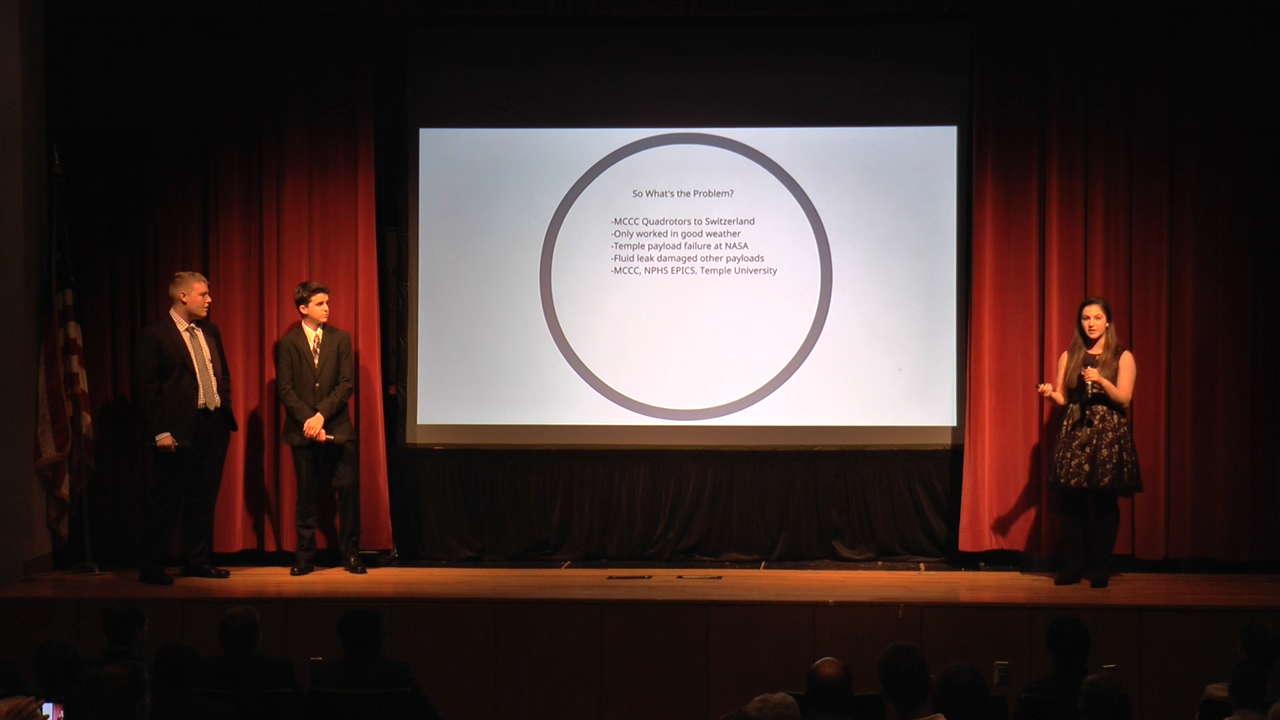 So What's the Problem?
-MCCC Quadrotors to Switzerland
-Only worked in good weather
-Temple payload failure at NASA
-Fluid leak damaged other payloads
-MCCC, NPHS EPICS, Temple University